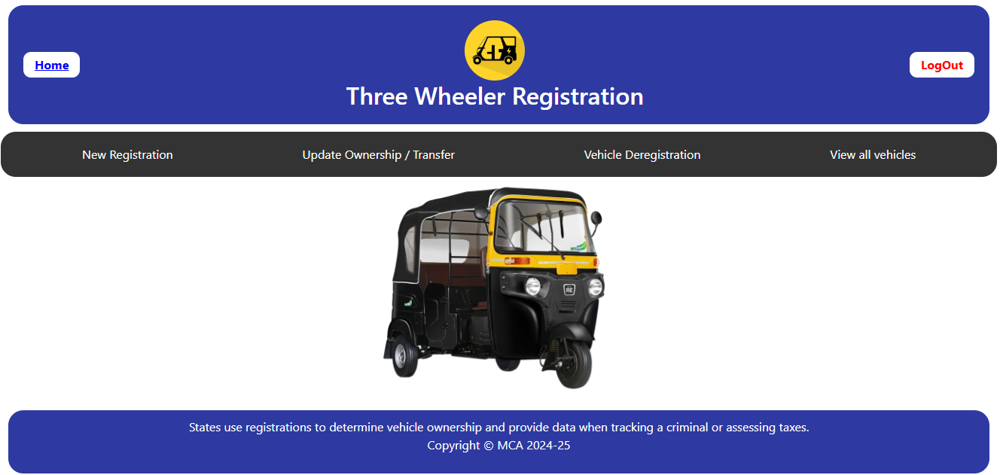 Home
LogOut
Three Wheeler Registration
New Registration
Update Ownership / Transfer
Vehicle Deregistration
View all vehicles
RE
States use registrations to determine vehicle ownership and provide data when tracking a criminal or assessing taxes.
Copyright © MCA 2024-25